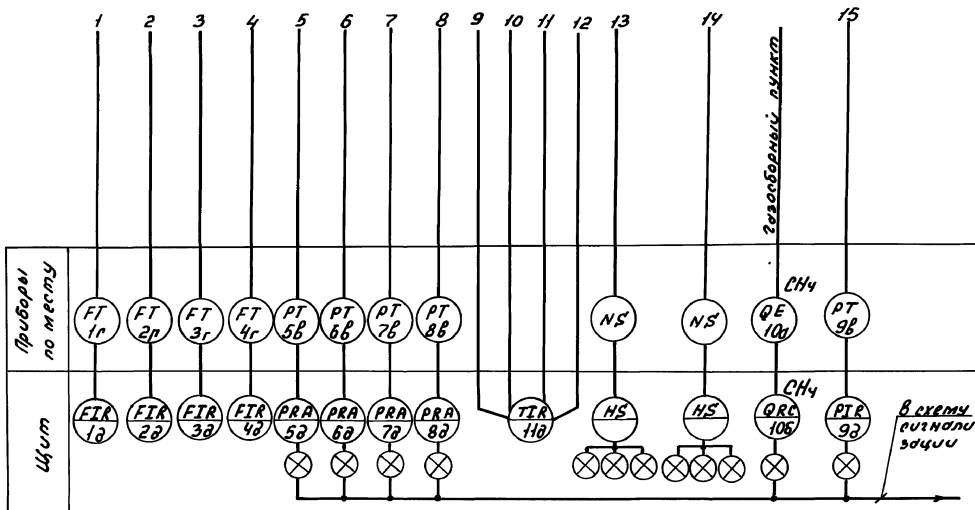 1 2 3 4 5 6 7 8 9 10 11 12 13 14 15
газосборный пункт
Приборы
по месту
FT 1г
FT 2г
FT 3г
FT 4г
PT 5в
PT 6в
PT 7в
PT 8в
NS
NS
CH4
QE 10а
PT 9в
Щит
FIR 1д
FIR 2д
FIR 3д
FIR 4д
PRA 5д
PRA 6д
PRA 7д
PRA 8д
TIR 11д
HS
HS
CH4
QRC 10б
PIR 9д
В схему
сигнали
зации